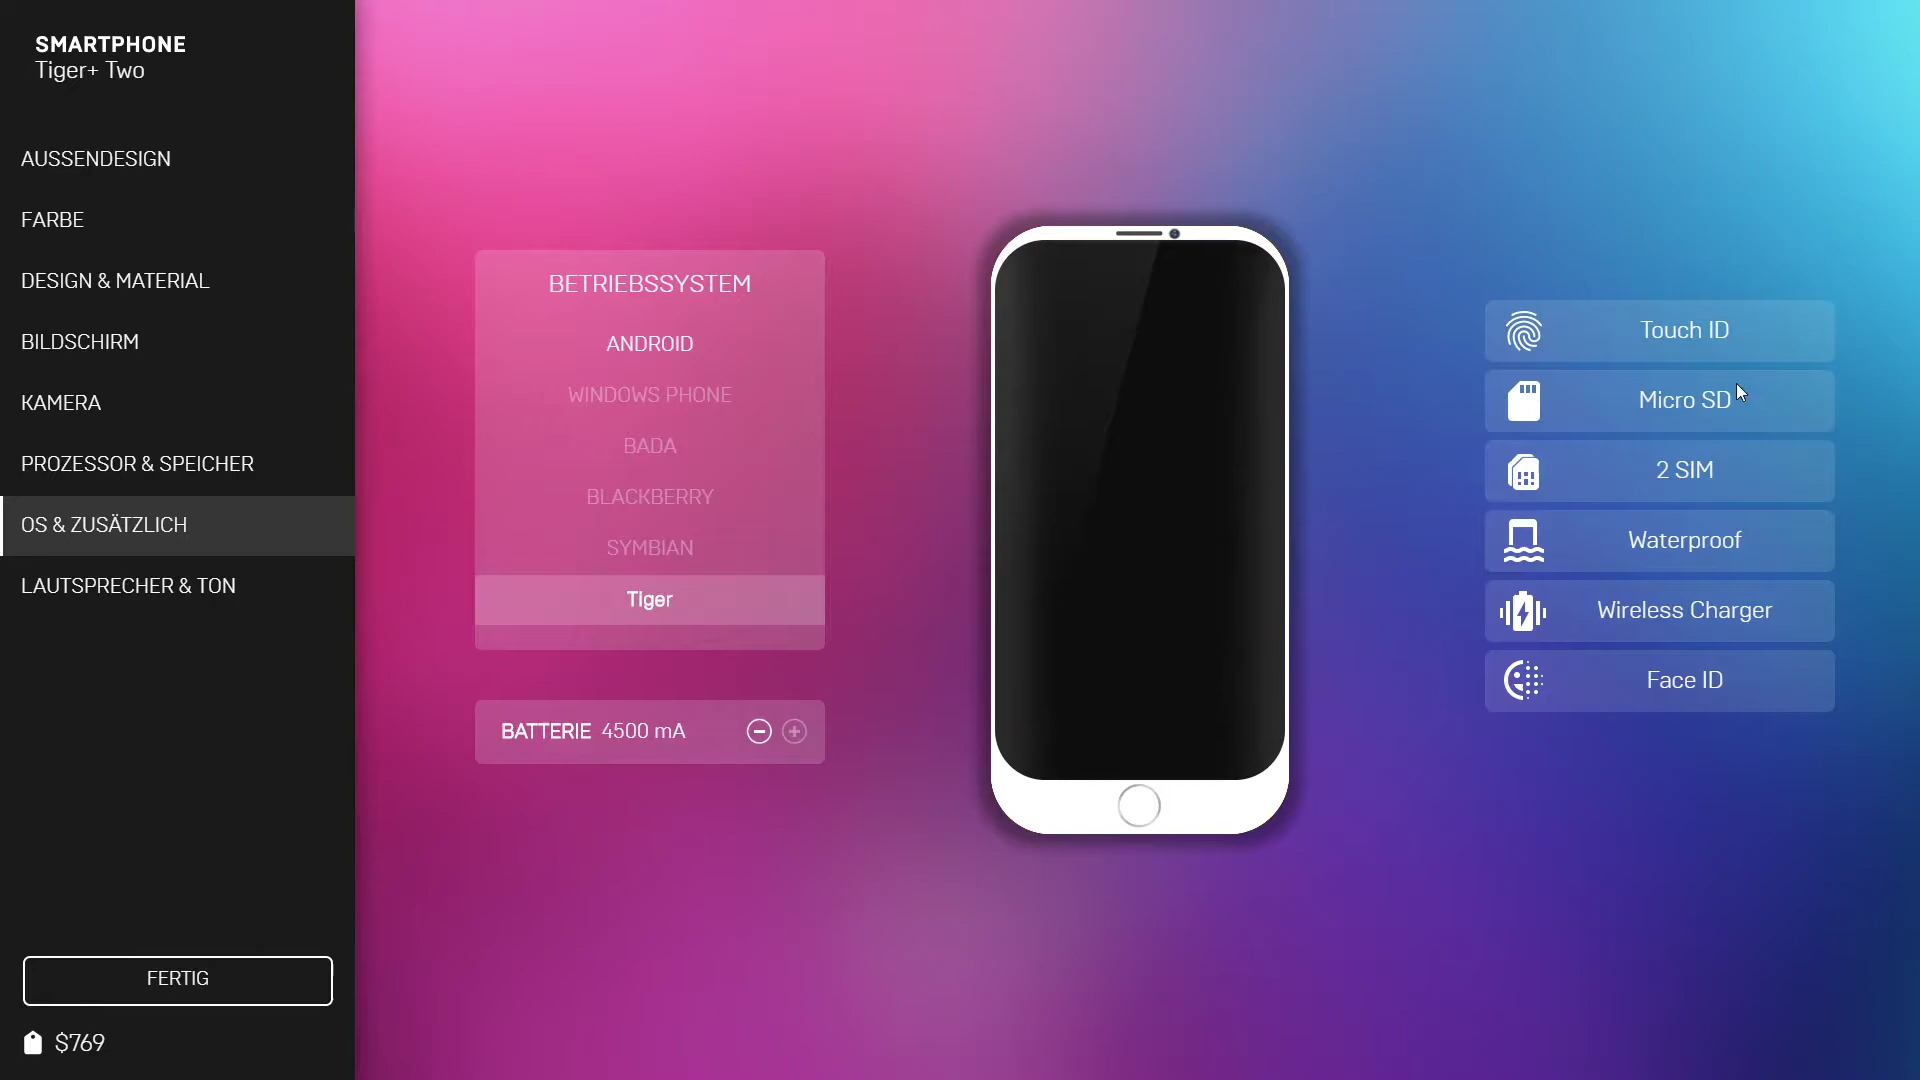 SMARTPHONE
Tiger+ Two
AUSSENDESIGN
FARBE
DESIGN & MATERIAL
BILDSCHIRM
KAMERA
PROZESSOR & SPEICHER
OS & ZUSÄTZLICH
LAUTSPRECHER & TON
FERTIG
$769
BETRIEBSSYSTEM
ANDROID
WINDOWS PHONE
BADA
BLACKBERRY
SYMBIAN
Tiger
BATTERIE 4500 mA
Touch ID
Micro SD
2 SIM
Waterproof
Wireless Charger
Face ID